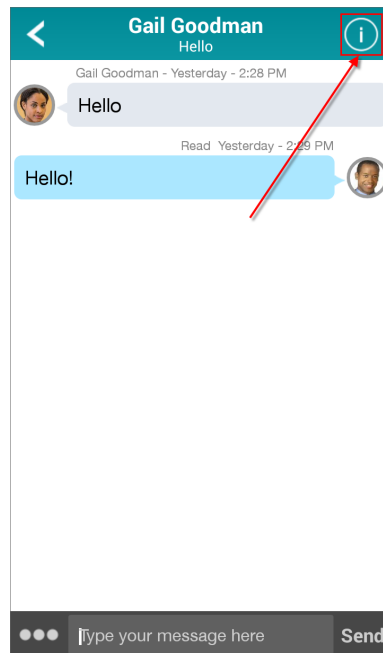 Gail Goodman
Hello
i
Gail Goodman - Yesterday - 2:28 PM
Hello
Read Yesterday - 2:29 PM
Hello!
Type your message here
Send